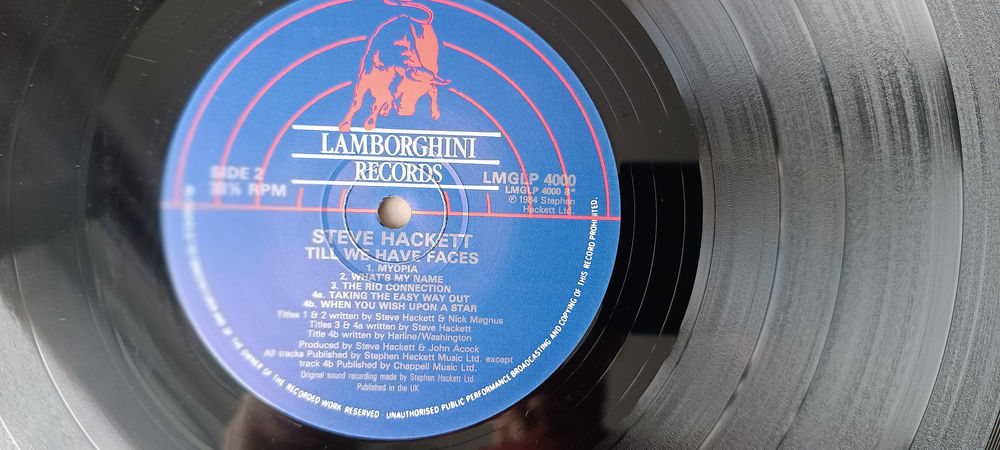 LAMBORGHINI
RECORDS
SIDE 2
33⅓ RPM
LMGLP 4000
LMGLP 4000 B*
℗ 1984 Stephen
Hackett Ltd.
STEVE HACKETT
TILL WE HAVE FACES
1. MYOPIA
2. WHAT'S MY NAME
3. THE RIO CONNECTION
4a. TAKING THE EASY WAY OUT
4b. WHEN YOU WISH UPON A STAR
Titles 1 & 2 written by Steve Hackett & Nick Magnus
Titles 3 & 4a written by Steve Hackett
Title 4b written by Harline/Washington
Produced by Steve Hackett & John Acock
All tracks Published by Stephen Hackett Music Ltd. except
track 4b Published by Chappell Music Ltd.
Original sound recording made by Stephen Hackett Ltd.
Published in the UK
OF THE OWNER OF THE RECORDED WORK RESERVED · UNAUTHORISED PUBLIC PERFORMANCE BROADCASTING AND COPYING OF THIS RECORD PROHIBITED.